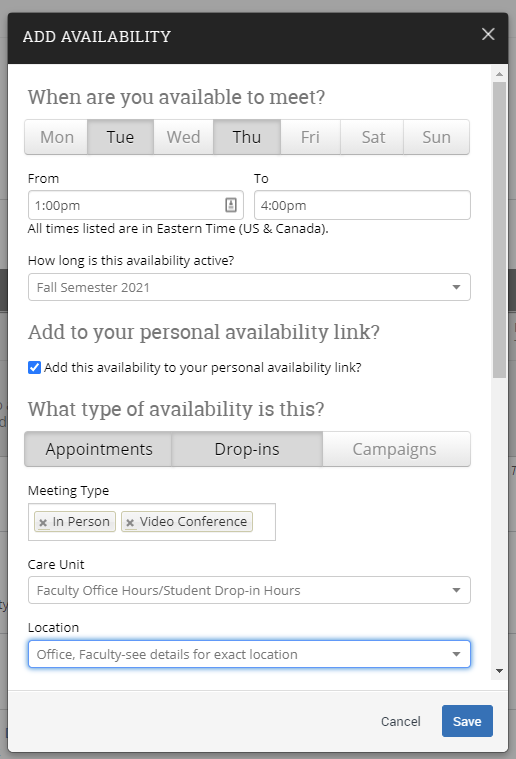 ADD AVAILABILITY
When are you available to meet?
Mon Tue Wed Thu Fri Sat Sun
From To
1:00pm 4:00pm
All times listed are in Eastern Time (US & Canada).
How long is this availability active?
Fall Semester 2021
Add to your personal availability link?
Add this availability to your personal availability link?
What type of availability is this?
Appointments Drop-ins Campaigns
Meeting Type
× In Person × Video Conference
Care Unit
Faculty Office Hours/Student Drop-in Hours
Location
Office, Faculty-see details for exact location
Cancel Save